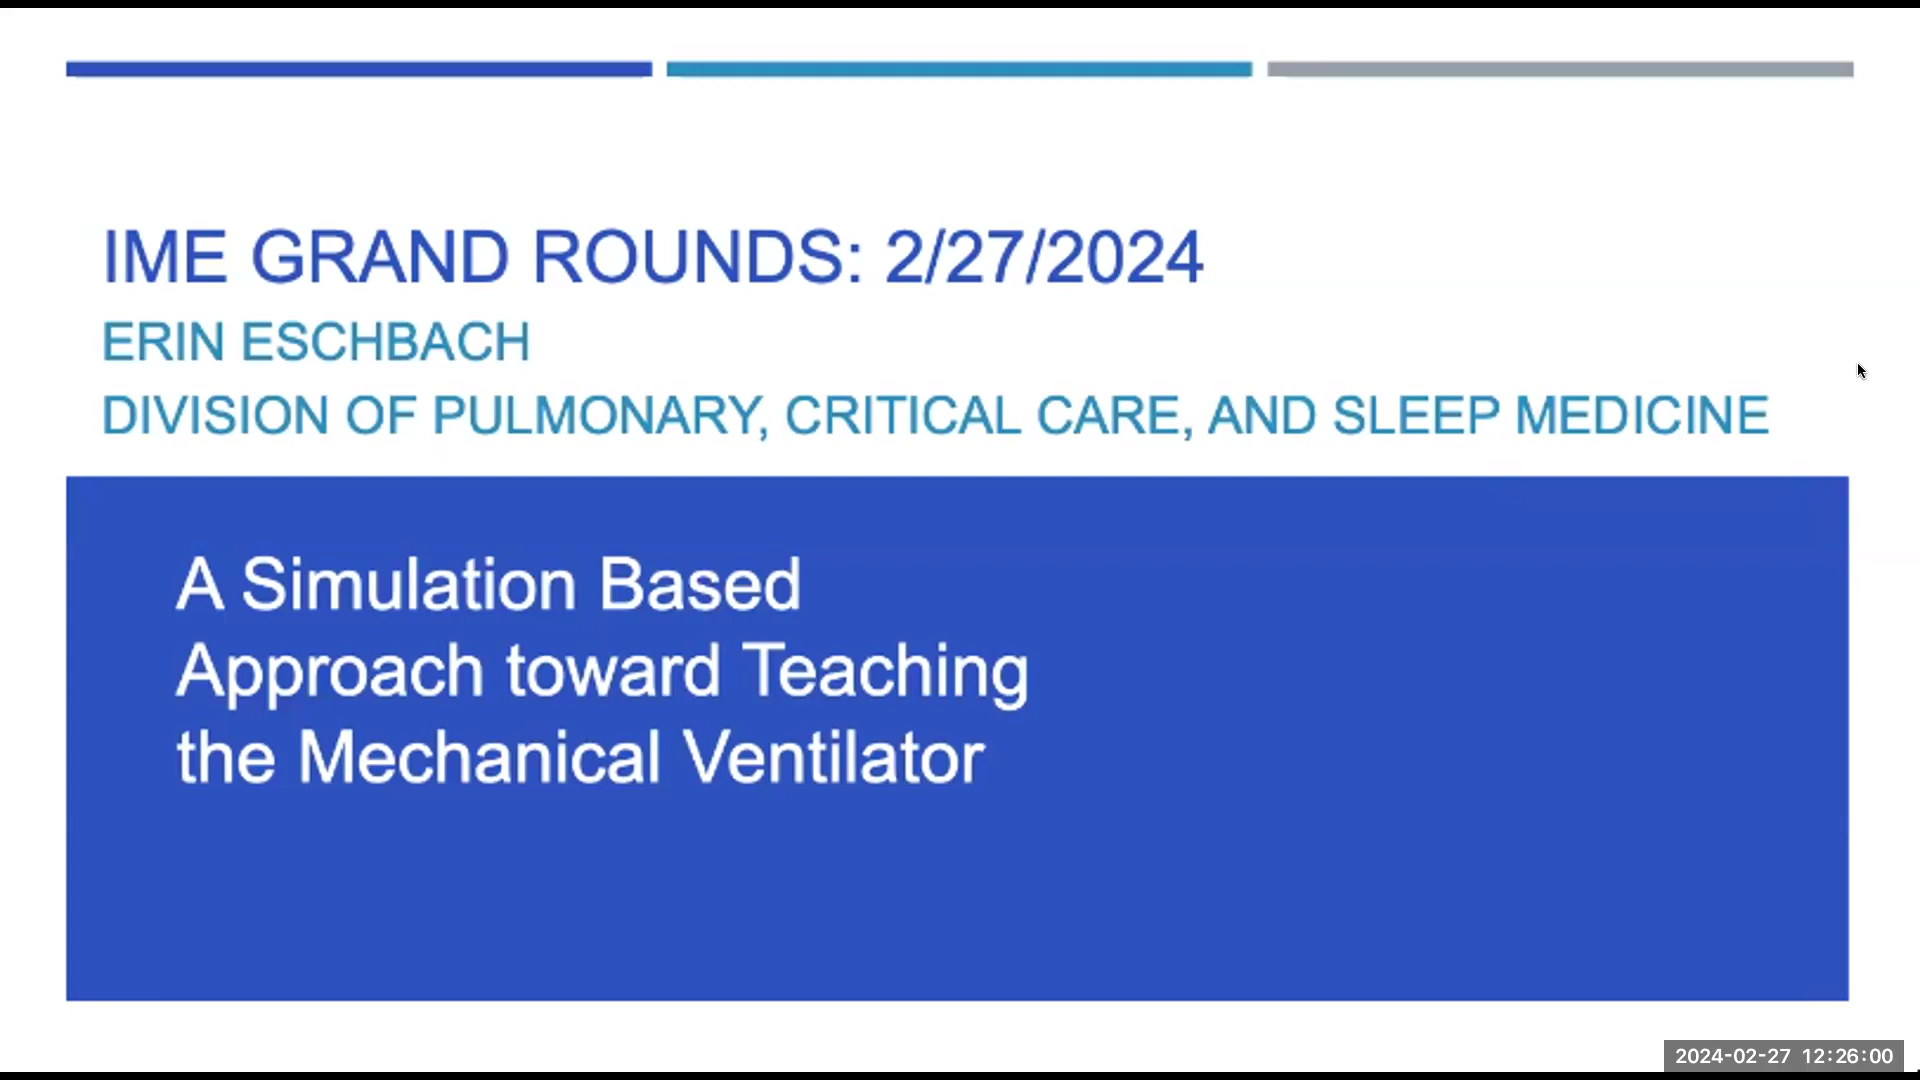 IME GRAND ROUNDS: 2/27/2024
ERIN ESCHBACH
DIVISION OF PULMONARY, CRITICAL CARE, AND SLEEP MEDICINE
A Simulation Based
Approach toward Teaching
the Mechanical Ventilator
2024-02-27 12:26:00